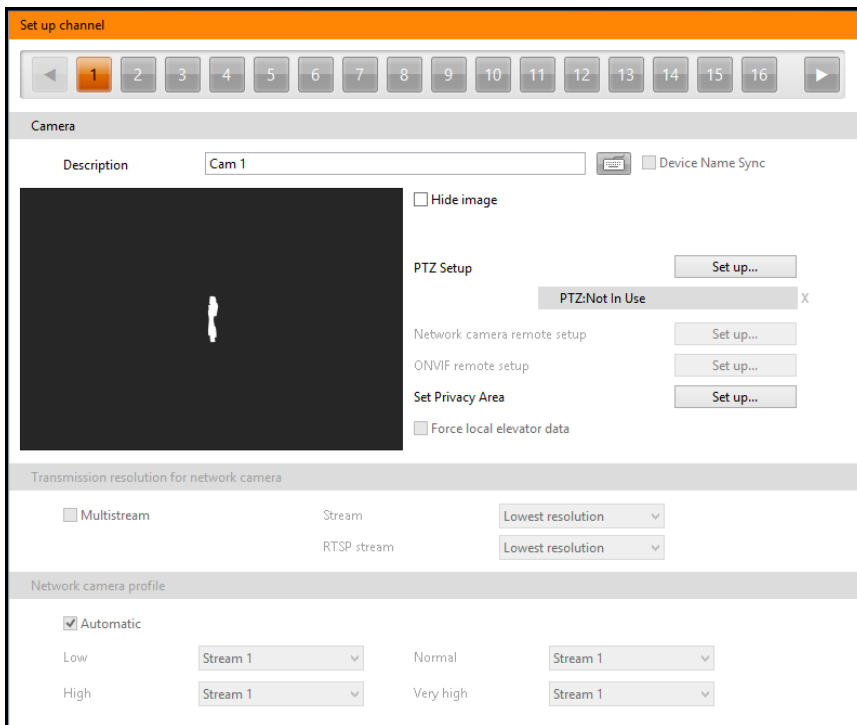 Set up channel
1 2 3 4 5 6 7 8 9 10 11 12 13 14 15 16
Camera
Description Cam 1 Device Name Sync
Hide image
PTZ Setup Set up...
PTZ:Not In Use X
Network camera remote setup Set up...
ONVIF remote setup Set up...
Set Privacy Area Set up...
Force local elevator data
Transmission resolution for network camera
Multistream Stream Lowest resolution
RTSP stream Lowest resolution
Network camera profile
Automatic
Low Stream 1 Normal Stream 1
High Stream 1 Very high Stream 1